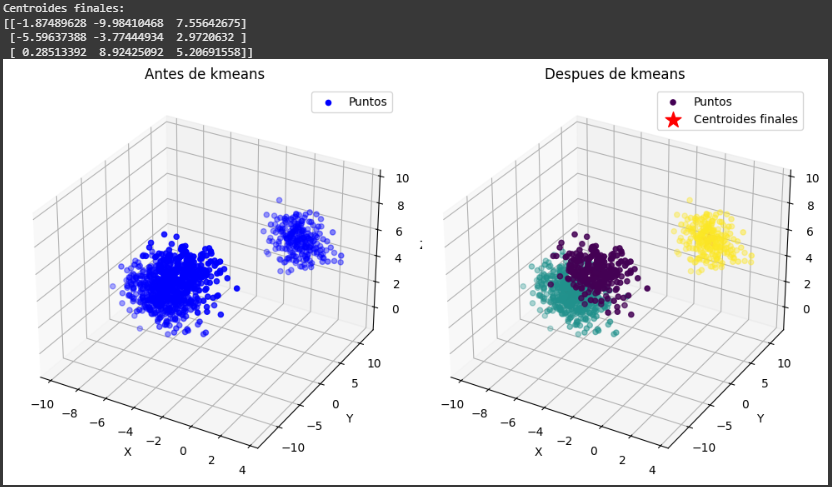 Centroides finales:
[[-1.87489628 -9.98410468  7.55642675]
 [-5.59637388 -3.77444934  2.9720632 ]
 [ 0.28513392  8.92425092  5.20691558]]
Antes de kmeans
Puntos
10
8
6
4
2
0
10
5
0
−5
−10
Y
−10
−8
−6
−4
−2
0
2
4
X
Despues de kmeans
Puntos
Centroides finales
10
8
6
4
2
0
10
5
0
−5
−10
Y
−10
−8
−6
−4
−2
0
2
4
X